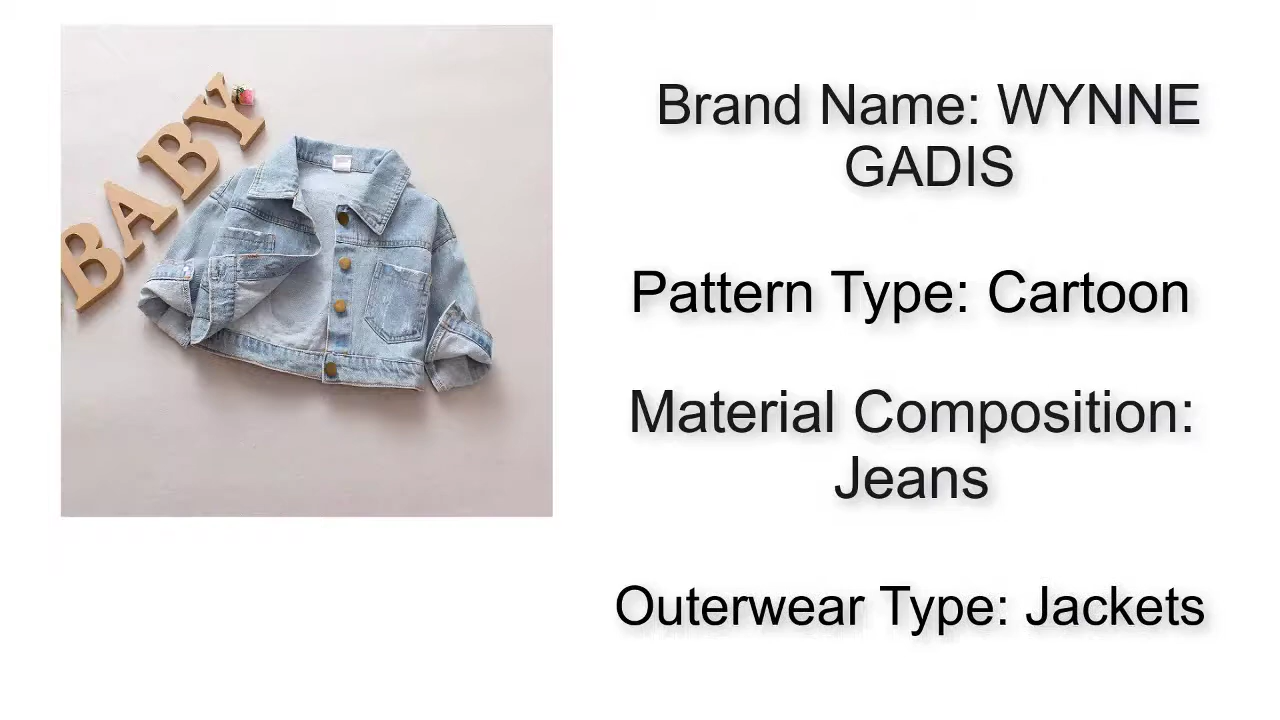 BABY
Brand Name: WYNNE
GADIS
Pattern Type: Cartoon
Material Composition:
Jeans
Outerwear Type: Jackets